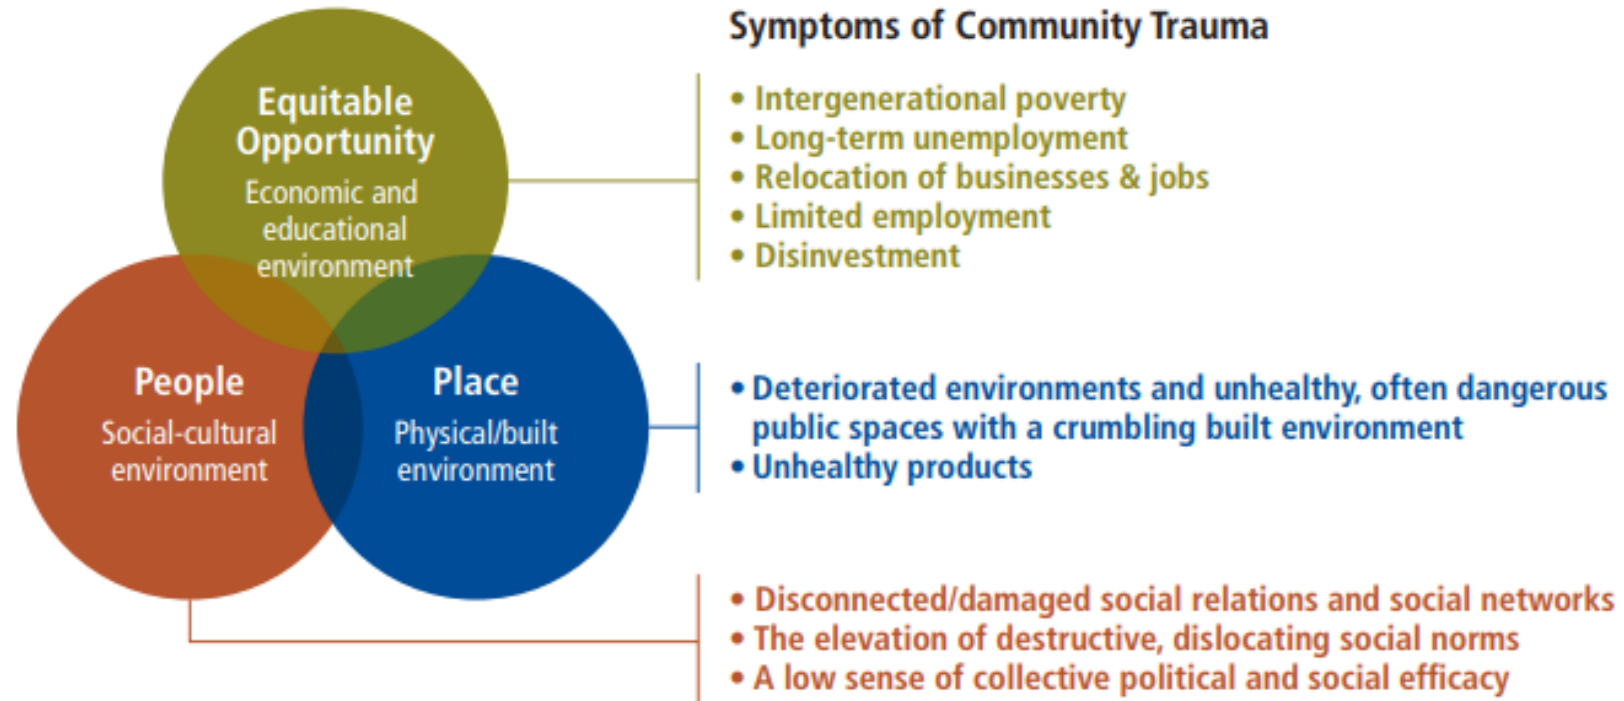 Symptoms of Community Trauma
Equitable
Opportunity
Economic and
educational
environment
• Intergenerational poverty
• Long-term unemployment
• Relocation of businesses & jobs
• Limited employment
• Disinvestment
People
Social-cultural
environment
Place
Physical/built
environment
• Deteriorated environments and unhealthy, often dangerous
public spaces with a crumbling built environment
• Unhealthy products
• Disconnected/damaged social relations and social networks
• The elevation of destructive, dislocating social norms
• A low sense of collective political and social efficacy